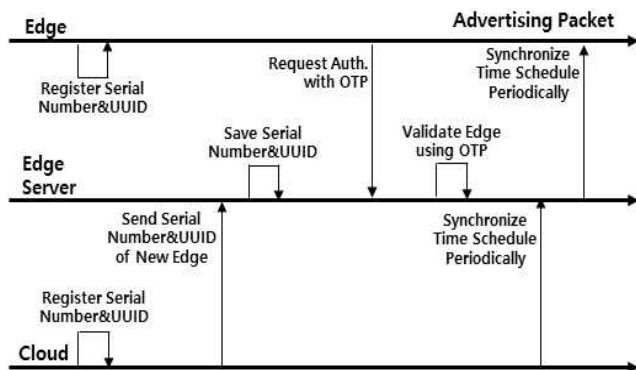 Edge
Advertising Packet
Register Serial
Number&UUID
Request Auth.
with OTP
Synchronize
Time Schedule
Periodically
Save Serial
Number&UUID
Validate Edge
using OTP
Edge
Server
Send Serial
Number&UUID
of New Edge
Synchronize
Time Schedule
Periodically
Register Serial
Number&UUID
Cloud